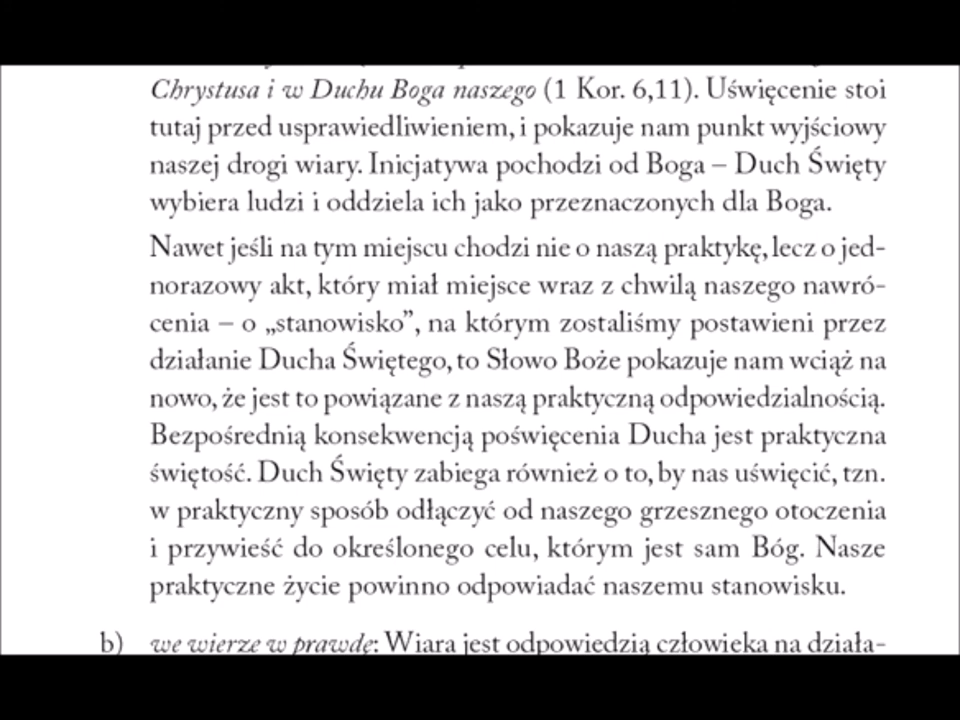 Chrystusa i w Duchu Boga naszego (1 Kor. 6,11). Uświęcenie stoi
tutaj przed usprawiedliwieniem, i pokazuje nam punkt wyjściowy
naszej drogi wiary. Inicjatywa pochodzi od Boga – Duch Święty
wybiera ludzi i oddziela ich jako przeznaczonych dla Boga.
Nawet jeśli na tym miejscu chodzi nie o naszą praktykę, lecz o jed-
norazowy akt, który miał miejsce wraz z chwilą naszego nawró-
cenia – o „stanowisko”, na którym zostaliśmy postawieni przez
działanie Ducha Świętego, to Słowo Boże pokazuje nam wciąż na
nowo, że jest to powiązane z naszą praktyczną odpowiedzialnością.
Bezpośrednią konsekwencją poświęcenia Ducha jest praktyczna
świętość. Duch Święty zabiega również o to, by nas uświęcić, tzn.
w praktyczny sposób odłączyć od naszego grzesznego otoczenia
i przywieść do określonego celu, którym jest sam Bóg. Nasze
praktyczne życie powinno odpowiadać naszemu stanowisku.
b) we wierze w prawdę: Wiara jest odpowiedzią człowieka na działa-